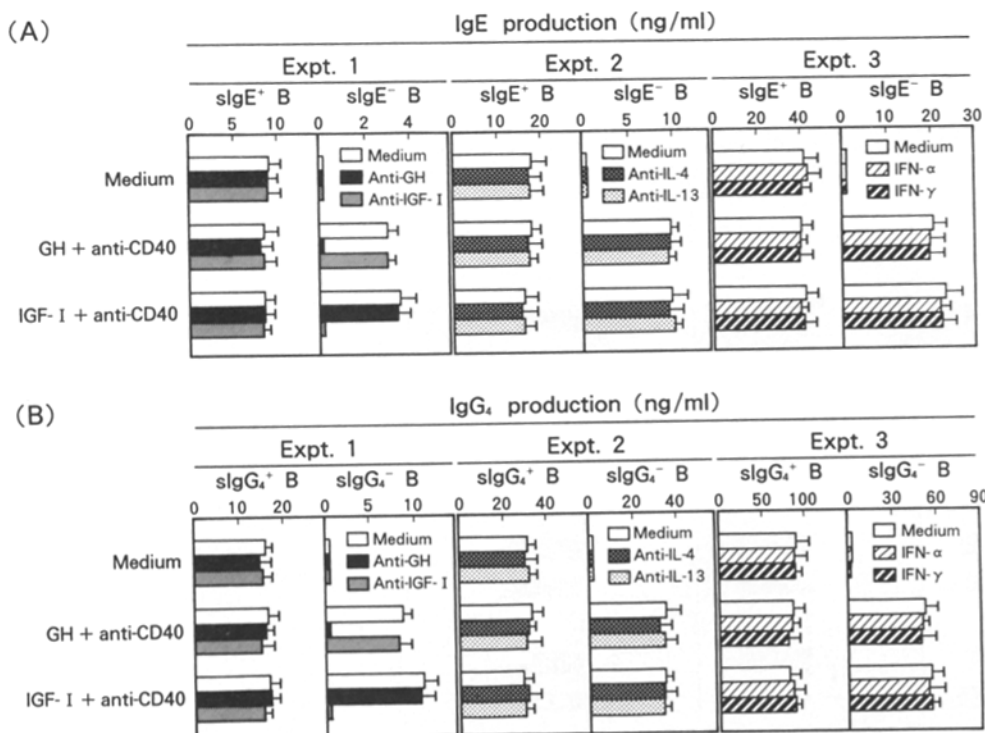 (A)
IgE production (ng/ml)
Expt. 1 Expt. 2 Expt. 3
sIgE⁺ B sIgE⁻ B sIgE⁺ B sIgE⁻ B sIgE⁺ B sIgE⁻ B
0 5 10 0 2 4 0 10 20 0 5 10 0 20 40 0 10 20 30
Medium
Medium
Anti-GH
Anti-IGF-I
Medium
Anti-IL-4
Anti-IL-13
Medium
IFN-α
IFN-γ
GH + anti-CD40
IGF-I + anti-CD40
(B)
IgG₄ production (ng/ml)
Expt. 1 Expt. 2 Expt. 3
sIgG₄⁺ B sIgG₄⁻ B sIgG₄⁺ B sIgG₄⁻ B sIgG₄⁺ B sIgG₄⁻ B
0 10 20 0 5 10 0 20 40 0 20 40 0 50 100 0 30 60 90
Medium
Medium
Anti-GH
Anti-IGF-I
Medium
Anti-IL-4
Anti-IL-13
Medium
IFN-α
IFN-γ
GH + anti-CD40
IGF-I + anti-CD40